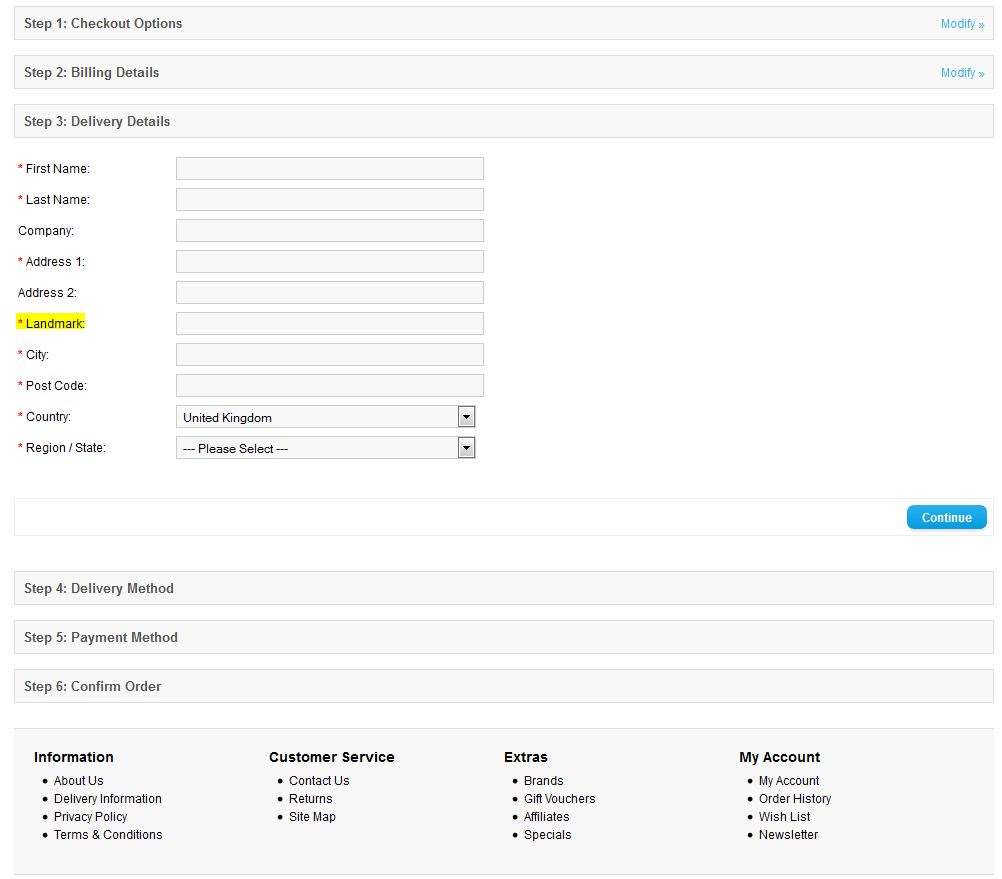 Step 1: Checkout Options Modify »
Step 2: Billing Details Modify »
Step 3: Delivery Details
* First Name:
* Last Name:
Company:
* Address 1:
Address 2:
* Landmark:
* City:
* Post Code:
* Country: United Kingdom
* Region / State: --- Please Select ---
Continue
Step 4: Delivery Method
Step 5: Payment Method
Step 6: Confirm Order
Information
• About Us
• Delivery Information
• Privacy Policy
• Terms & Conditions
Customer Service
• Contact Us
• Returns
• Site Map
Extras
• Brands
• Gift Vouchers
• Affiliates
• Specials
My Account
• My Account
• Order History
• Wish List
• Newsletter